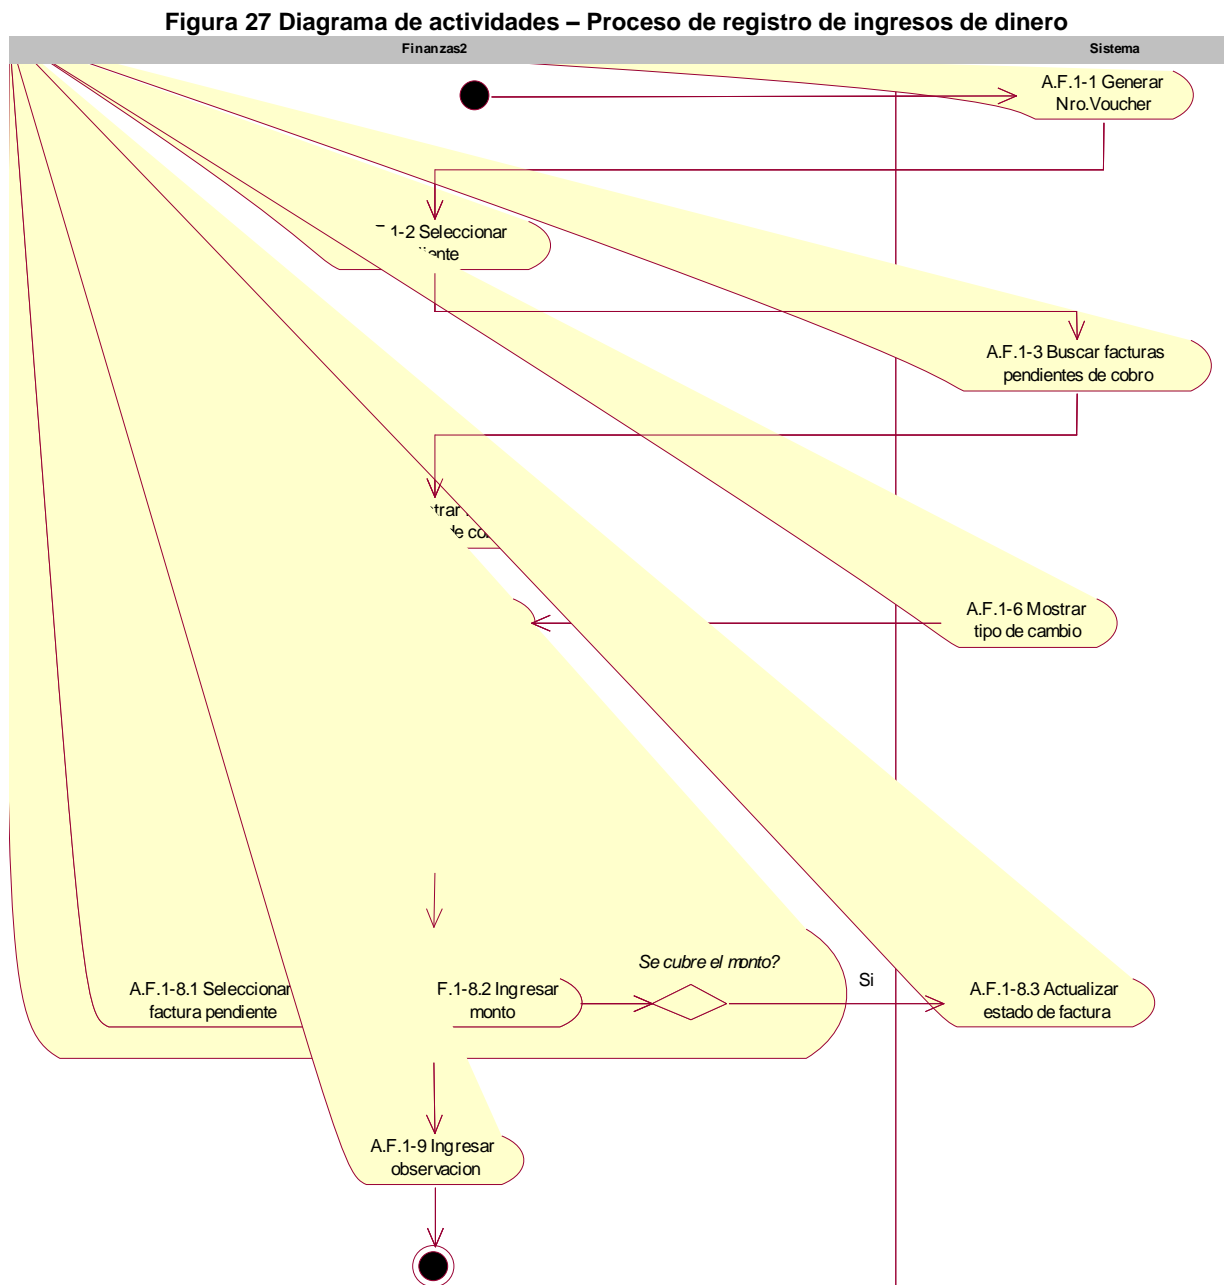 Figura 27 Diagrama de actividades – Proceso de registro de ingresos de dinero
Finanzas2
Sistema
A.F.1-1 Generar
Nro.Voucher
1-2 Seleccionar
A.F.1-3 Buscar facturas
pendientes de cobro
A.F.1-6 Mostrar
tipo de cambio
Se cubre el monto?
Si
A.F.1-8.1 Seleccionar
factura pendiente
F.1-8.2 Ingresar
monto
A.F.1-8.3 Actualizar
estado de factura
A.F.1-9 Ingresar
observacion